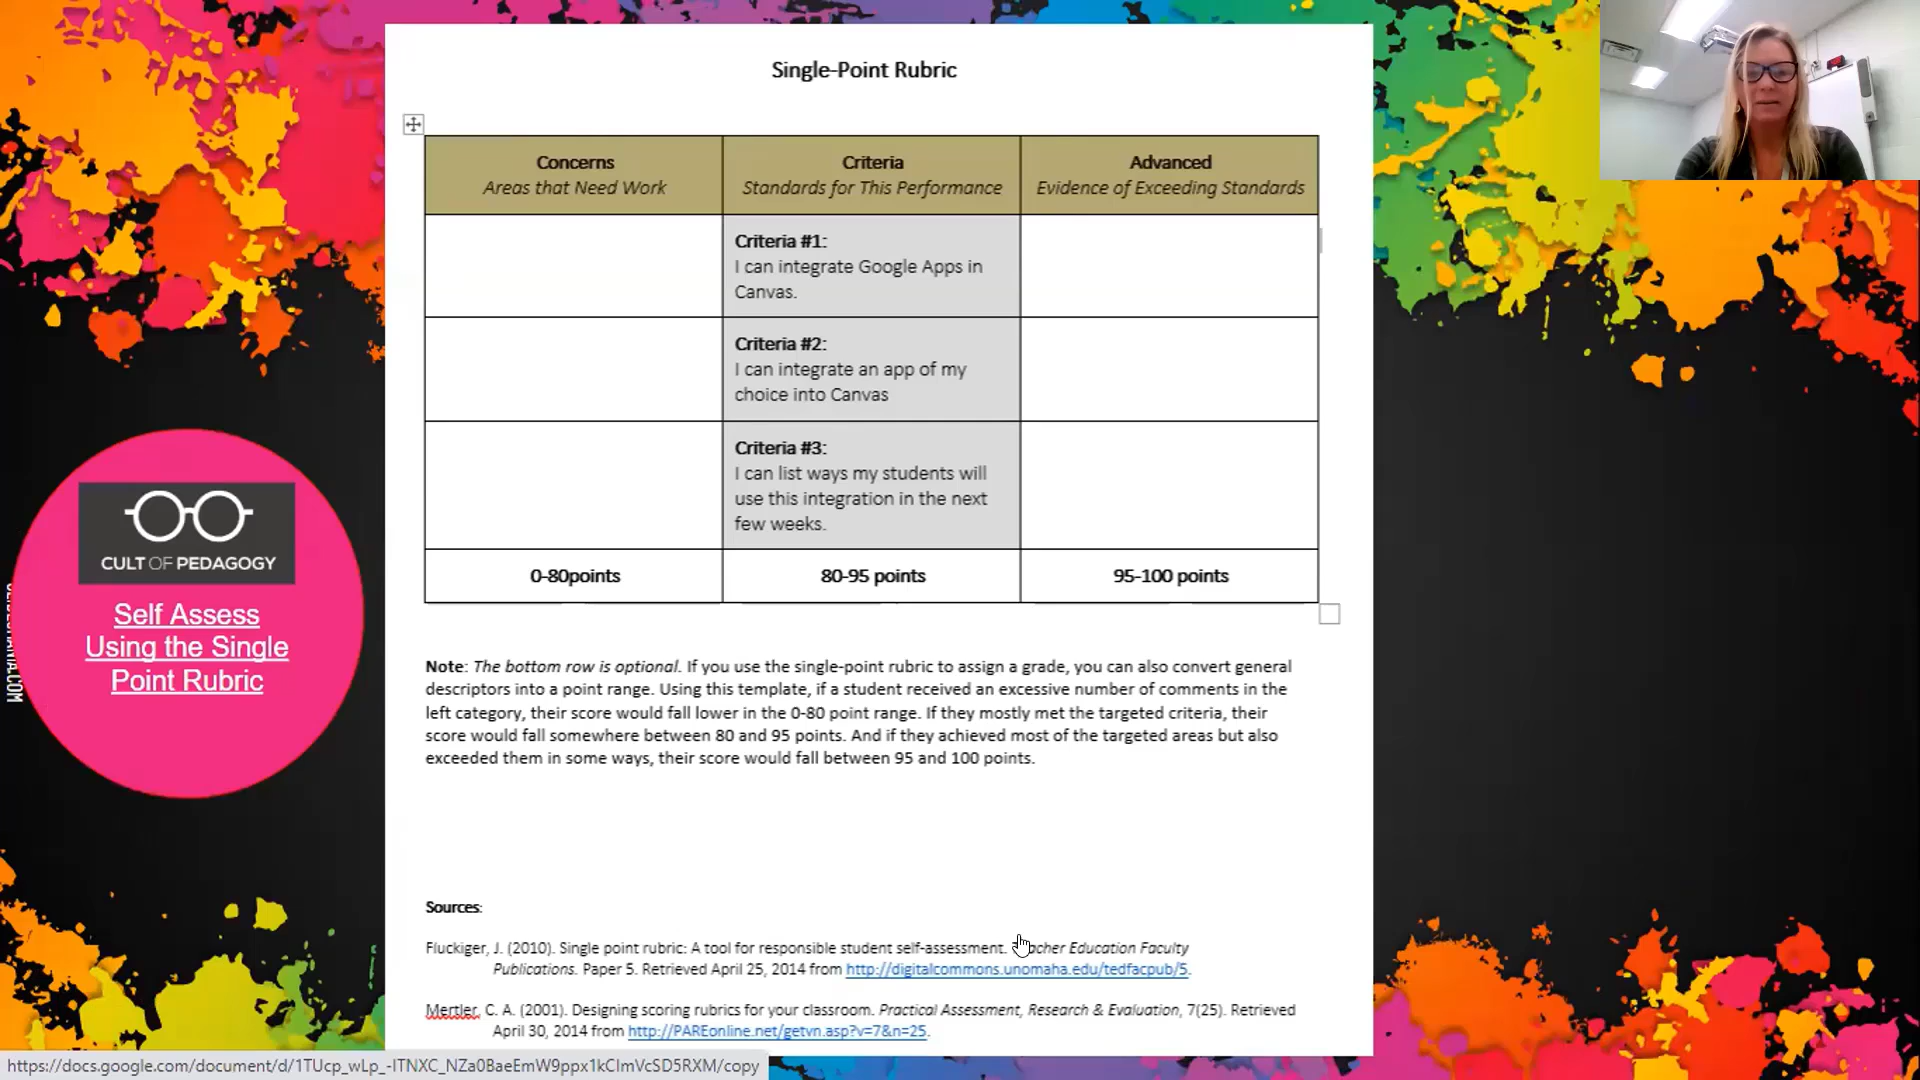 Single-Point Rubric
Concerns
Areas that Need Work
Criteria
Standards for This Performance
Advanced
Evidence of Exceeding Standards
Criteria #1:
I can integrate Google Apps in
Canvas.
Criteria #2:
I can integrate an app of my
choice into Canvas
Criteria #3:
I can list ways my students will
use this integration in the next
few weeks.
0-80points
80-95 points
95-100 points
CULT OF PEDAGOGY
Self Assess
Using the Single
Point Rubric
Note: The bottom row is optional. If you use the single-point rubric to assign a grade, you can also convert general
descriptors into a point range. Using this template, if a student received an excessive number of comments in the
left category, their score would fall lower in the 0-80 point range. If they mostly met the targeted criteria, their
score would fall somewhere between 80 and 95 points. And if they achieved most of the targeted areas but also
exceeded them in some ways, their score would fall between 95 and 100 points.
Sources:
Fluckiger, J. (2010). Single point rubric: A tool for responsible student self-assessment. Teacher Education Faculty
Publications. Paper 5. Retrieved April 25, 2014 from http://digitalcommons.unomaha.edu/tedfacpub/5.
Mertler, C. A. (2001). Designing scoring rubrics for your classroom. Practical Assessment, Research & Evaluation, 7(25). Retrieved
April 30, 2014 from http://PAREonline.net/getvn.asp?v=7&n=25.
https://docs.google.com/document/d/1TUcp_wLp_-ITNXC_NZa0BaeEmW9ppx1kCImVcSD5RXM/copy